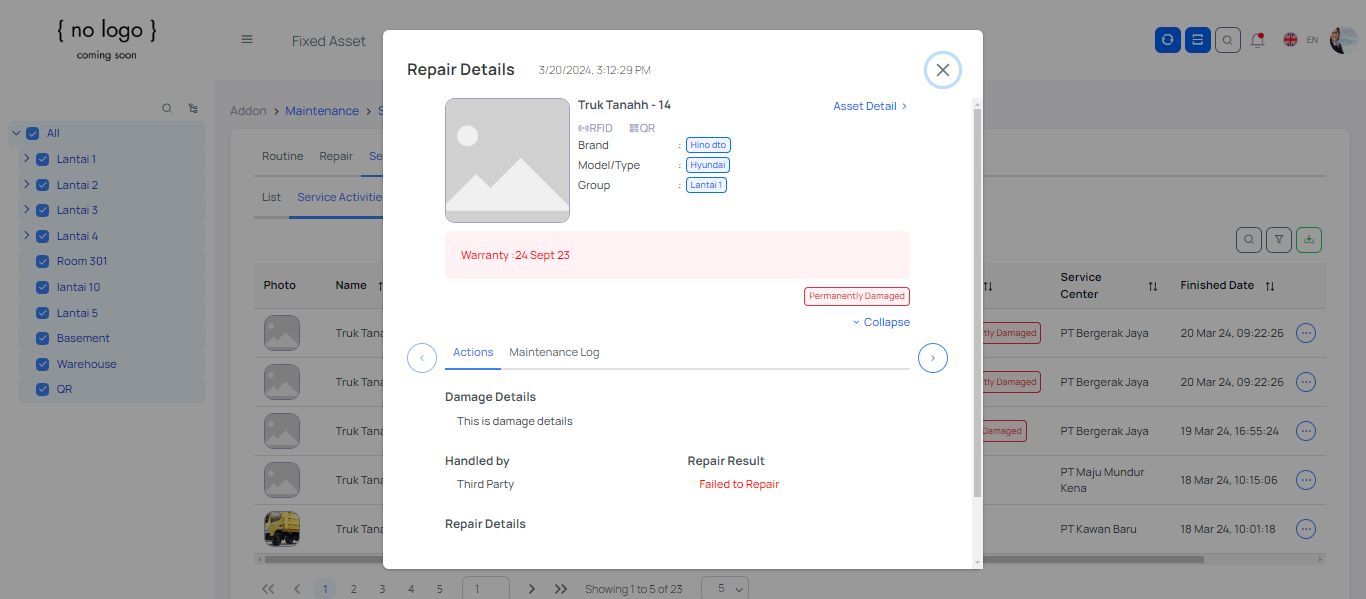 { no logo }
coming soon
Fixed Asset
EN
Repair Details
3/20/2024, 3:12:29 PM
Addon > Maintenance > S
All
Lantai 1
Lantai 2
Lantai 3
Lantai 4
Room 301
lantai 10
Lantai 5
Basement
Warehouse
QR
Routine Repair Se
List Service Activities
Truk Tanahh - 14
Asset Detail >
RFID QR
Brand : Hino dto
Model/Type : Hyundai
Group : Lantai 1
Warranty :24 Sept 23
Permanently Damaged
Collapse
Actions Maintenance Log
Damage Details
This is damage details
Handled by
Third Party
Repair Result
Failed to Repair
Repair Details
Photo Name Service Center Finished Date
Truk Tana tly Damaged PT Bergerak Jaya 20 Mar 24, 09:22:26
Truk Tana tly Damaged PT Bergerak Jaya 20 Mar 24, 09:22:26
Truk Tana Damaged PT Bergerak Jaya 19 Mar 24, 16:55:24
Truk Tana PT Maju Mundur Kena 18 Mar 24, 10:15:06
Truk Tana PT Kawan Baru 18 Mar 24, 10:01:18
1 2 3 4 5 1 Showing 1 to 5 of 23 5